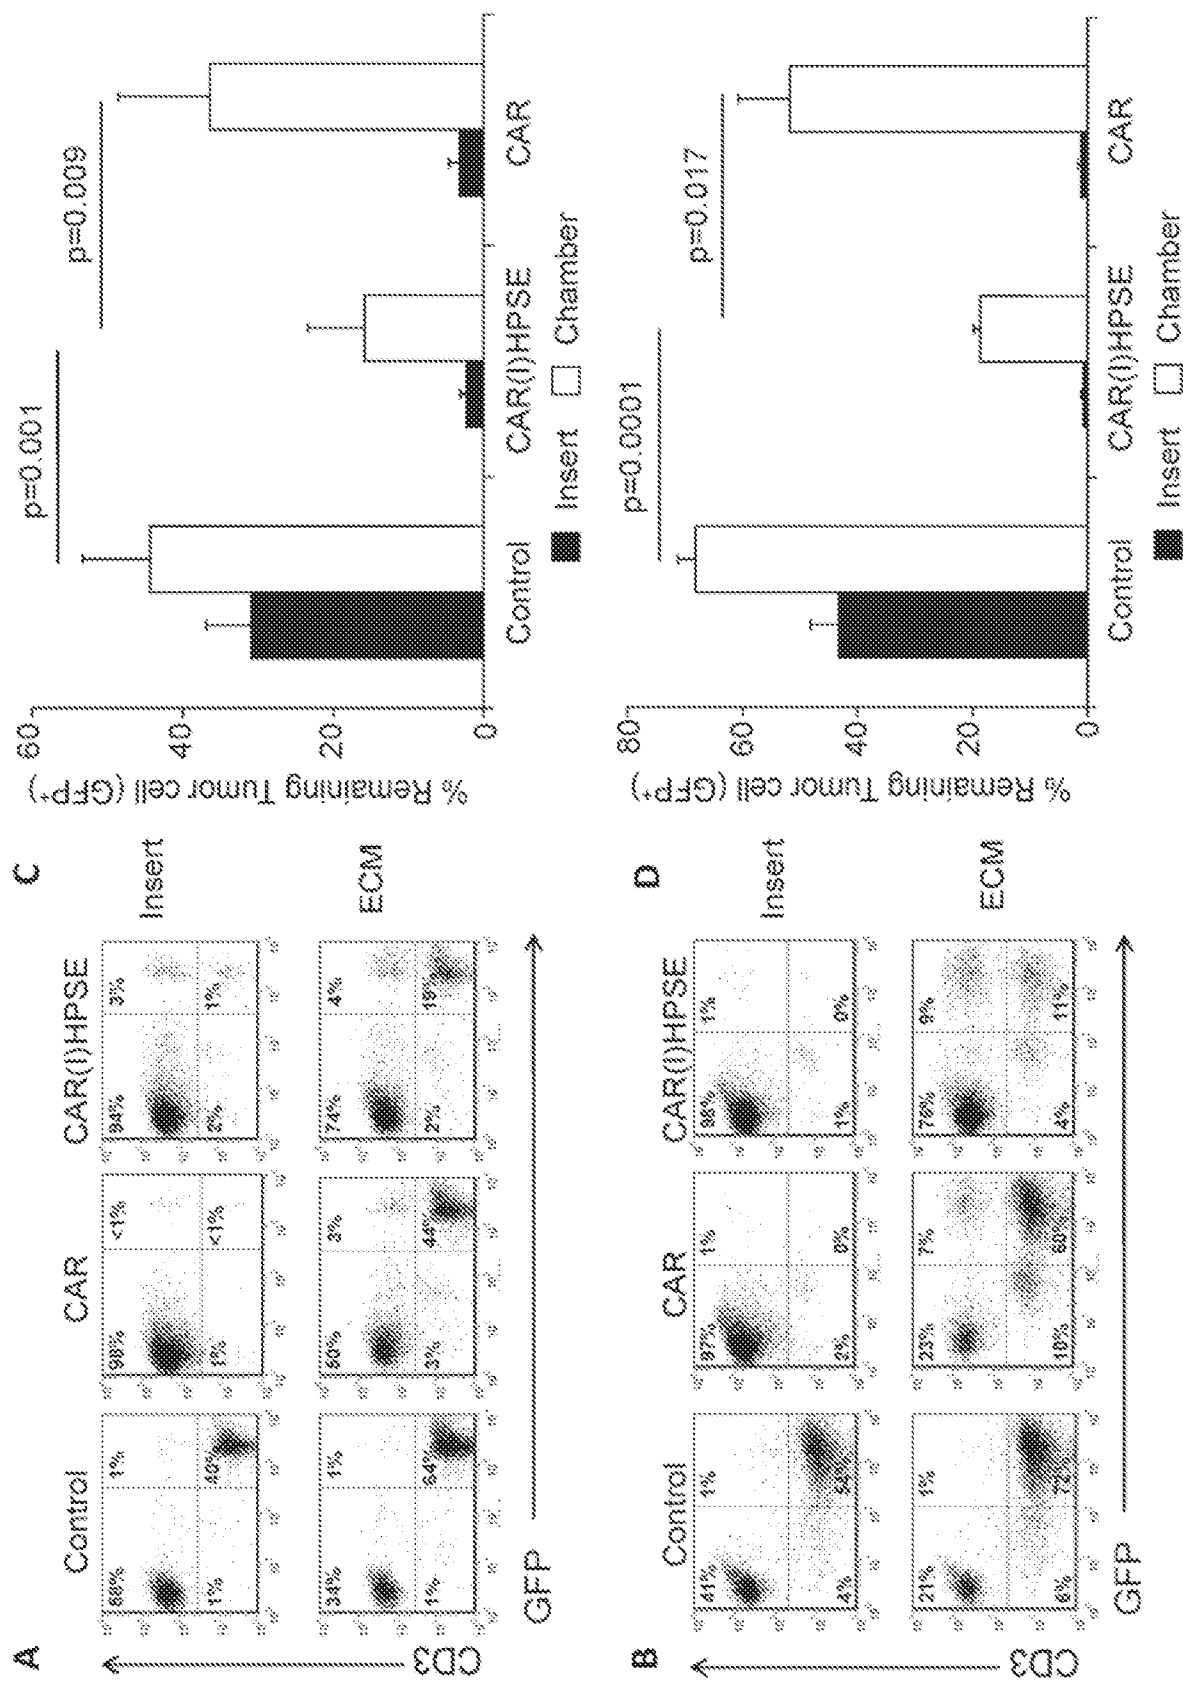 A
Control
CAR
CAR(I)HPSE
1%
<1%
3%
98%
94%
Insert
40%
<1%
1%
1%
1%
2%
34%
1%
60%
3%
74%
4%
ECM
1%
64%
3%
44%
2%
19%
CD3
GFP
B
Control
CAR
CAR(I)HPSE
41%
1%
97%
1%
98%
1%
Insert
4%
54%
2%
0%
1%
0%
21%
1%
23%
7%
76%
9%
ECM
6%
72%
10%
60%
4%
11%
CD3
GFP
C
% Remaining Tumor cell (GFP⁺)
60
40
20
0
p=0.001
p=0.009
Control
CAR(I)HPSE
CAR
Insert
Chamber
D
% Remaining Tumor cell (GFP⁺)
80
60
40
20
0
p=0.0001
p=0.017
Control
CAR(I)HPSE
CAR
Insert
Chamber